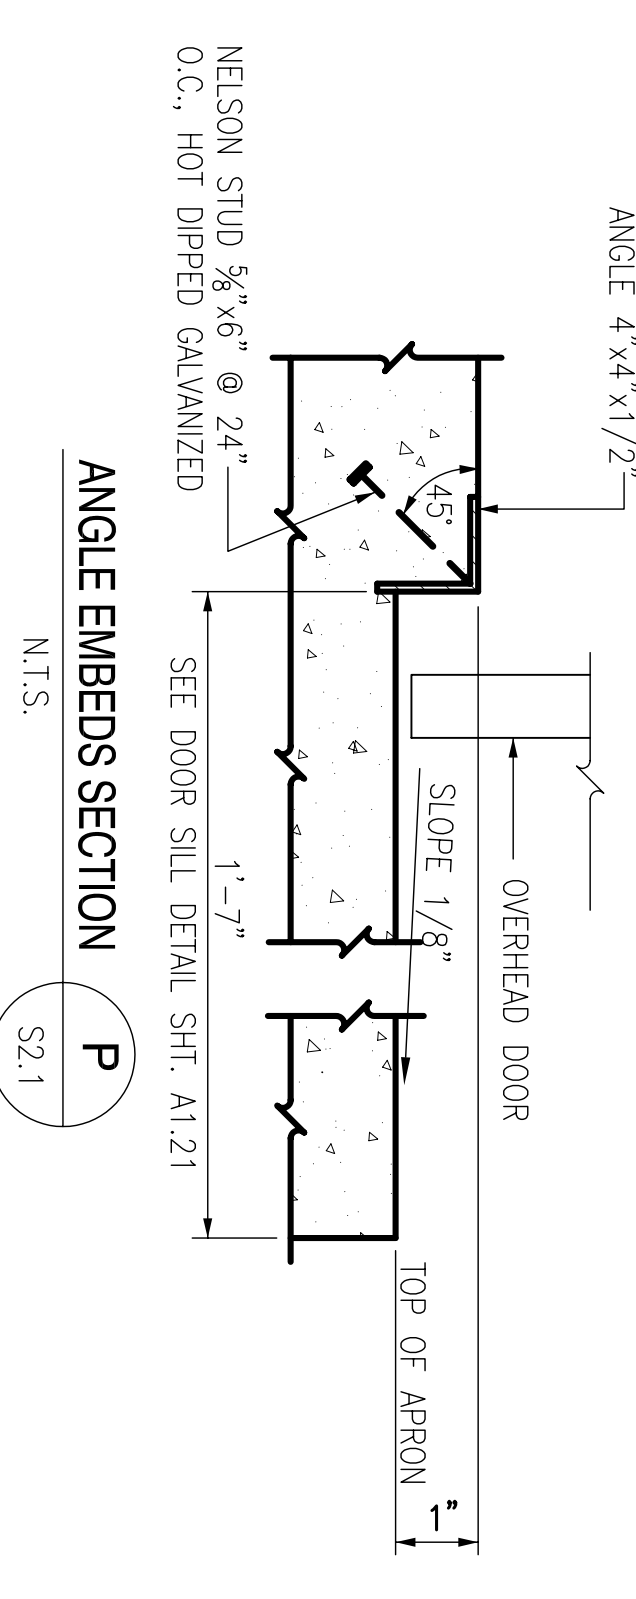 ANGLE 4"x4"x1/2"
NELSON STUD ⅝"x6" @ 24"
O.C., HOT DIPPED GALVANIZED
45°
OVERHEAD DOOR
SLOPE 1/8"
TOP OF APRON
1"
1'-7"
SEE DOOR SILL DETAIL SHT. A1.21
ANGLE EMBEDS SECTION
N.T.S.
P
S2.1